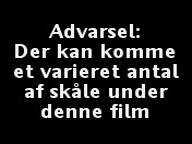 Advarsel:
Der kan komme
et varieret antal
af skåle under
denne film